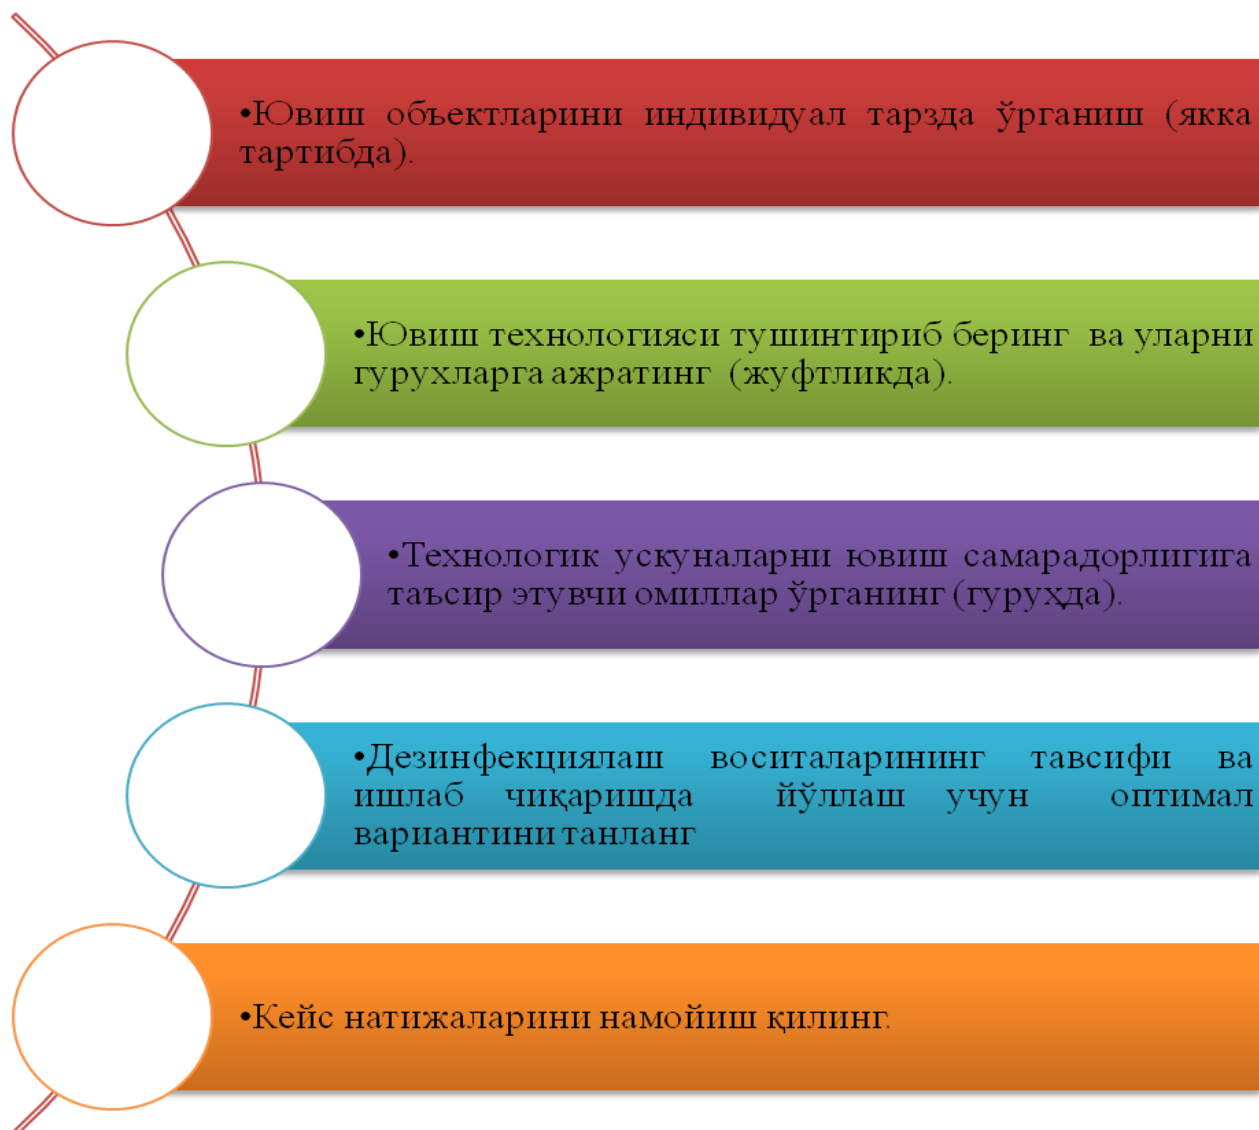 •Ювиш объектларини индивидуал тарзда ўрганиш (якка
тартибда).
•Ювиш технологияси тушинтириб беринг ва уларни
гурухларга ажратинг (жуфтликда).
•Технологик ускуналарни ювиш самарадорлигига
таъсир этувчи омиллар ўрганинг (гуруҳда).
•Дезинфекциялаш воситаларининг тавсифи ва
ишлаб чиқаришда йўллаш учун оптимал
вариантини танланг
•Кейс натижаларини намойиш қилинг.